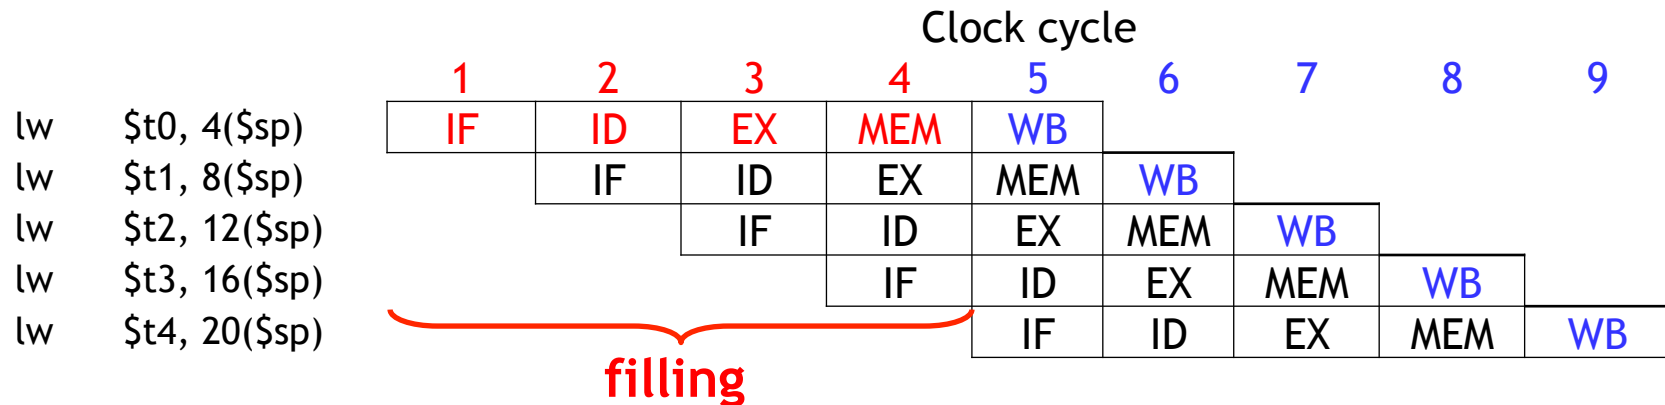 Clock cycle
1 2 3 4 5 6 7 8 9
lw $t0, 4($sp) IF ID EX MEM WB
lw $t1, 8($sp) IF ID EX MEM WB
lw $t2, 12($sp) IF ID EX MEM WB
lw $t3, 16($sp) IF ID EX MEM WB
lw $t4, 20($sp) IF ID EX MEM WB
filling